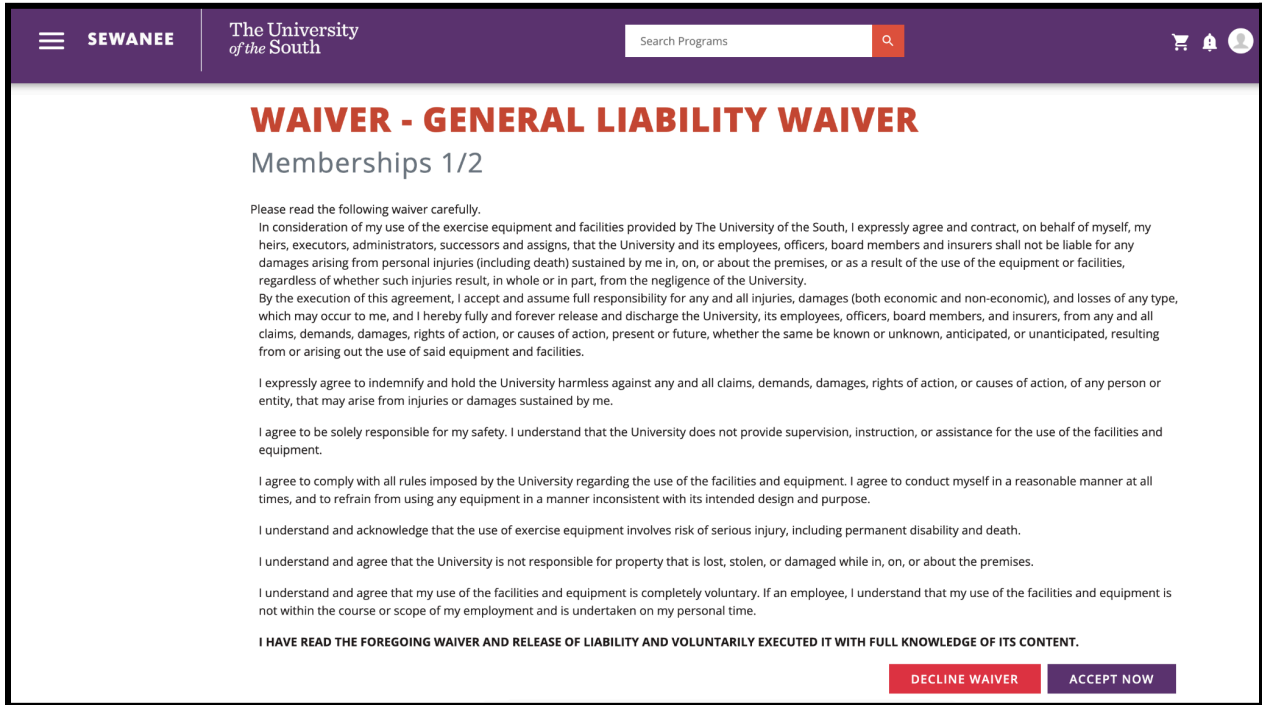 SEWANEE
The University
of the South
Search Programs
WAIVER - GENERAL LIABILITY WAIVER
Memberships 1/2
Please read the following waiver carefully.
In consideration of my use of the exercise equipment and facilities provided by The University of the South, I expressly agree and contract, on behalf of myself, my
heirs, executors, administrators, successors and assigns, that the University and its employees, officers, board members and insurers shall not be liable for any
damages arising from personal injuries (including death) sustained by me in, on, or about the premises, or as a result of the use of the equipment or facilities,
regardless of whether such injuries result, in whole or in part, from the negligence of the University.
By the execution of this agreement, I accept and assume full responsibility for any and all injuries, damages (both economic and non-economic), and losses of any type,
which may occur to me, and I hereby fully and forever release and discharge the University, its employees, officers, board members, and insurers, from any and all
claims, demands, damages, rights of action, or causes of action, present or future, whether the same be known or unknown, anticipated, or unanticipated, resulting
from or arising out the use of said equipment and facilities.
I expressly agree to indemnify and hold the University harmless against any and all claims, demands, damages, rights of action, or causes of action, of any person or
entity, that may arise from injuries or damages sustained by me.
I agree to be solely responsible for my safety. I understand that the University does not provide supervision, instruction, or assistance for the use of the facilities and
equipment.
I agree to comply with all rules imposed by the University regarding the use of the facilities and equipment. I agree to conduct myself in a reasonable manner at all
times, and to refrain from using any equipment in a manner inconsistent with its intended design and purpose.
I understand and acknowledge that the use of exercise equipment involves risk of serious injury, including permanent disability and death.
I understand and agree that the University is not responsible for property that is lost, stolen, or damaged while in, on, or about the premises.
I understand and agree that my use of the facilities and equipment is completely voluntary. If an employee, I understand that my use of the facilities and equipment is
not within the course or scope of my employment and is undertaken on my personal time.
I HAVE READ THE FOREGOING WAIVER AND RELEASE OF LIABILITY AND VOLUNTARILY EXECUTED IT WITH FULL KNOWLEDGE OF ITS CONTENT.
DECLINE WAIVER
ACCEPT NOW